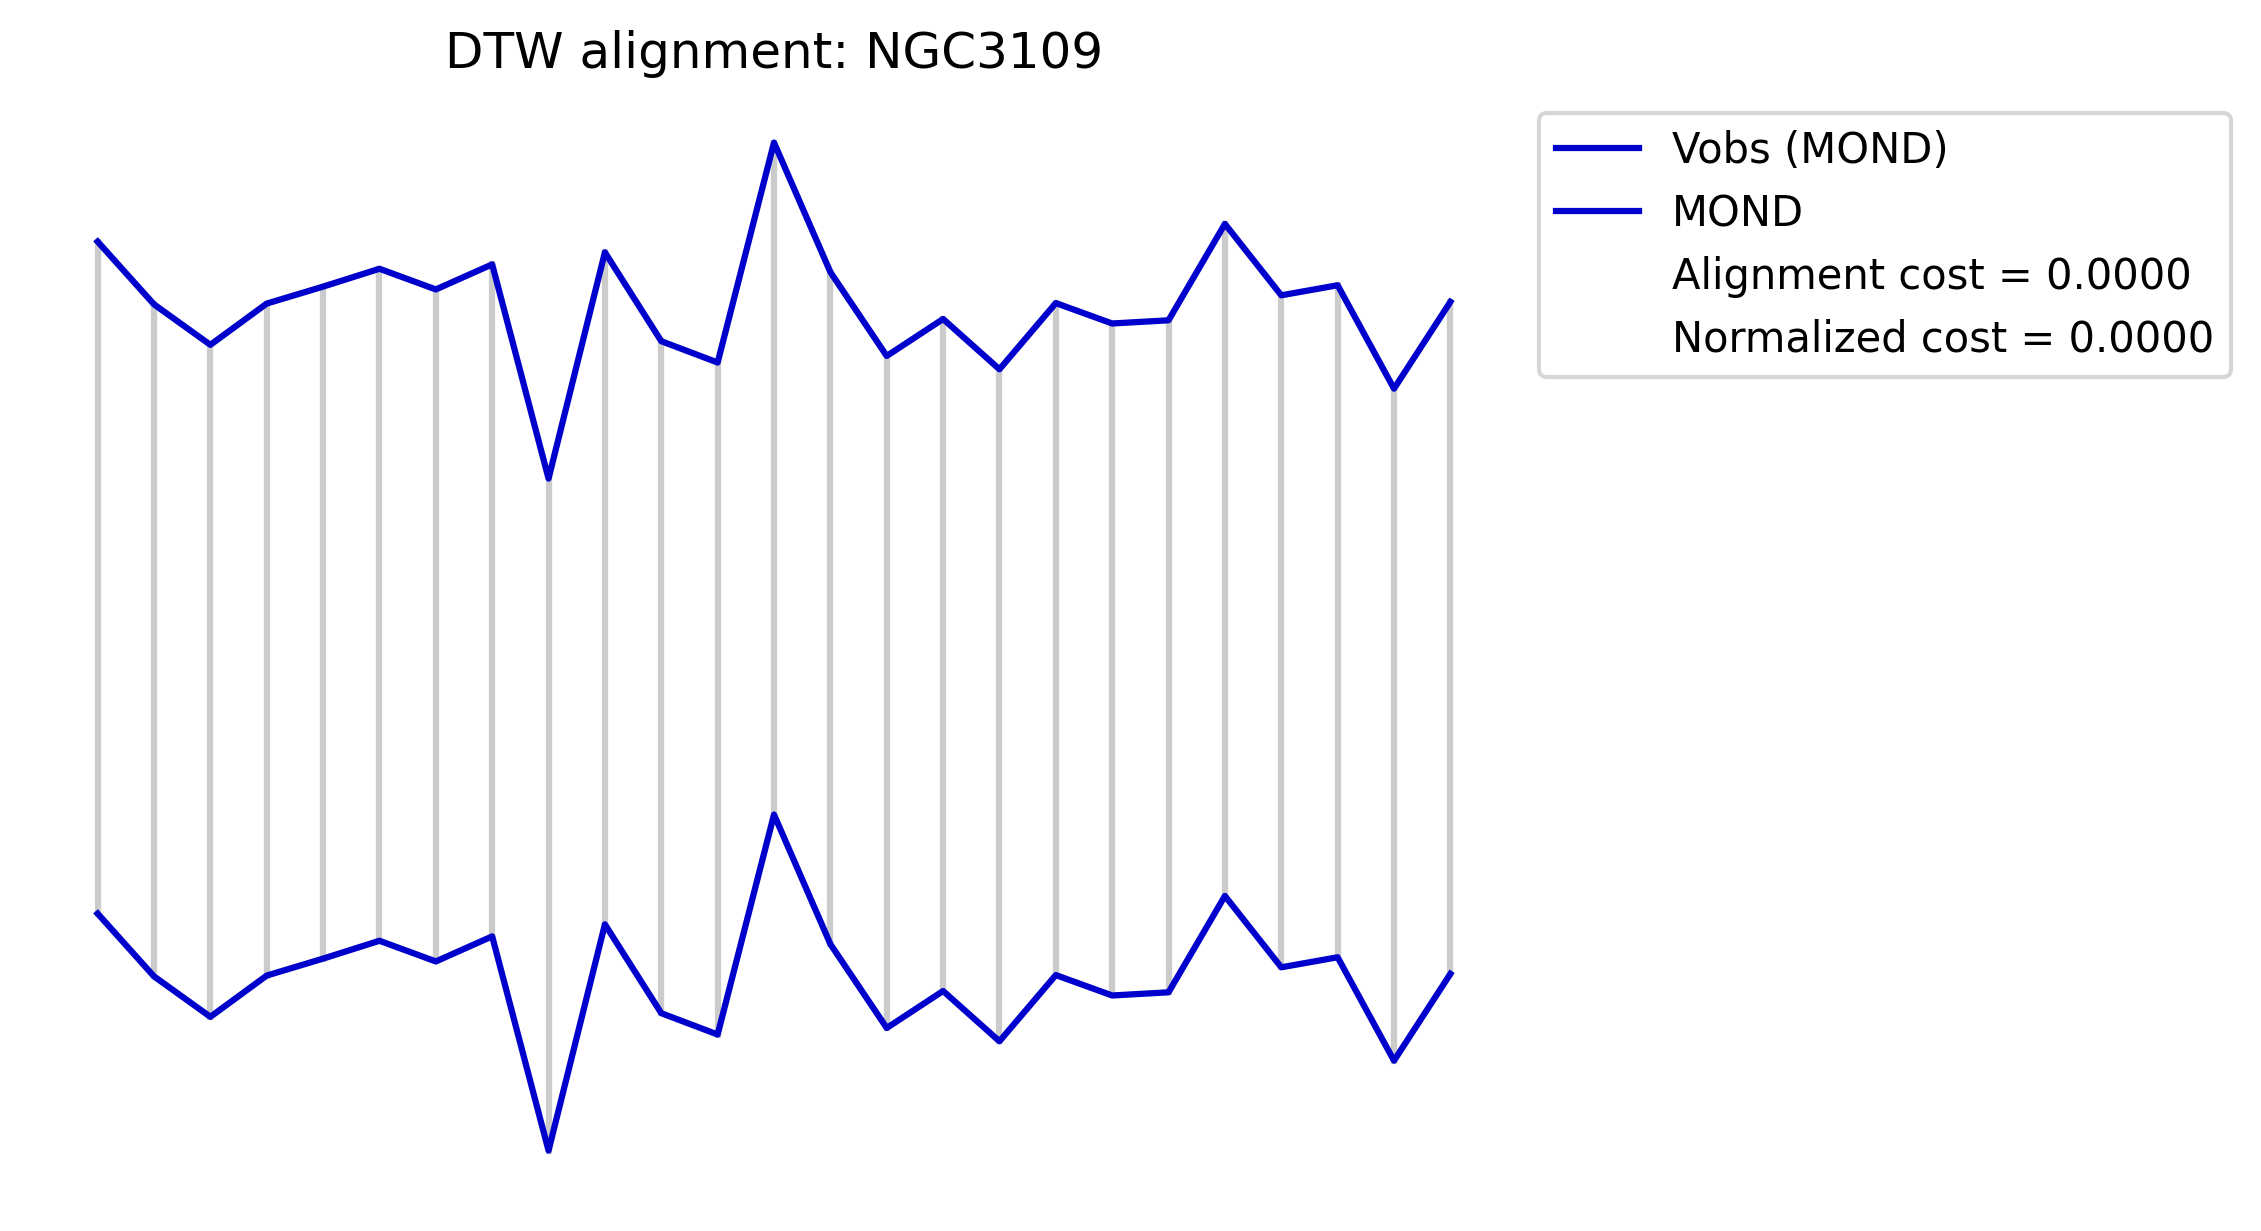 DTW alignment: NGC3109
Vobs (MOND)
MOND
Alignment cost = 0.0000
Normalized cost = 0.0000